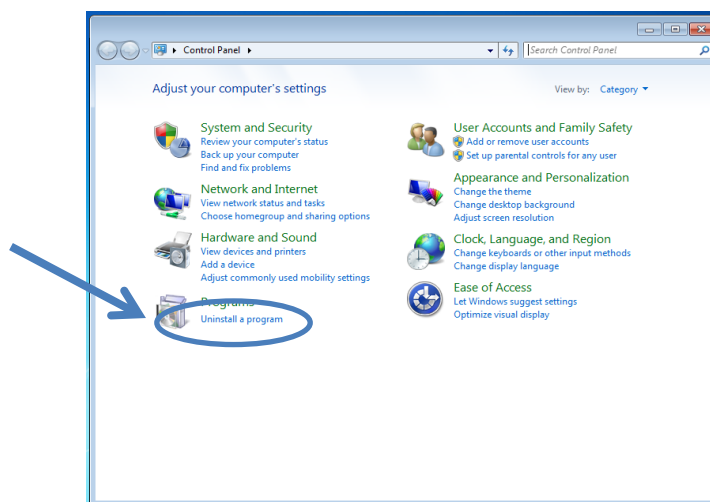 Control Panel
Search Control Panel
Adjust your computer's settings
View by: Category
System and Security
Review your computer's status
Back up your computer
Find and fix problems
Network and Internet
View network status and tasks
Choose homegroup and sharing options
Hardware and Sound
View devices and printers
Add a device
Adjust commonly used mobility settings
Programs
Uninstall a program
User Accounts and Family Safety
Add or remove user accounts
Set up parental controls for any user
Appearance and Personalization
Change the theme
Change desktop background
Adjust screen resolution
Clock, Language, and Region
Change keyboards or other input methods
Change display language
Ease of Access
Let Windows suggest settings
Optimize visual display